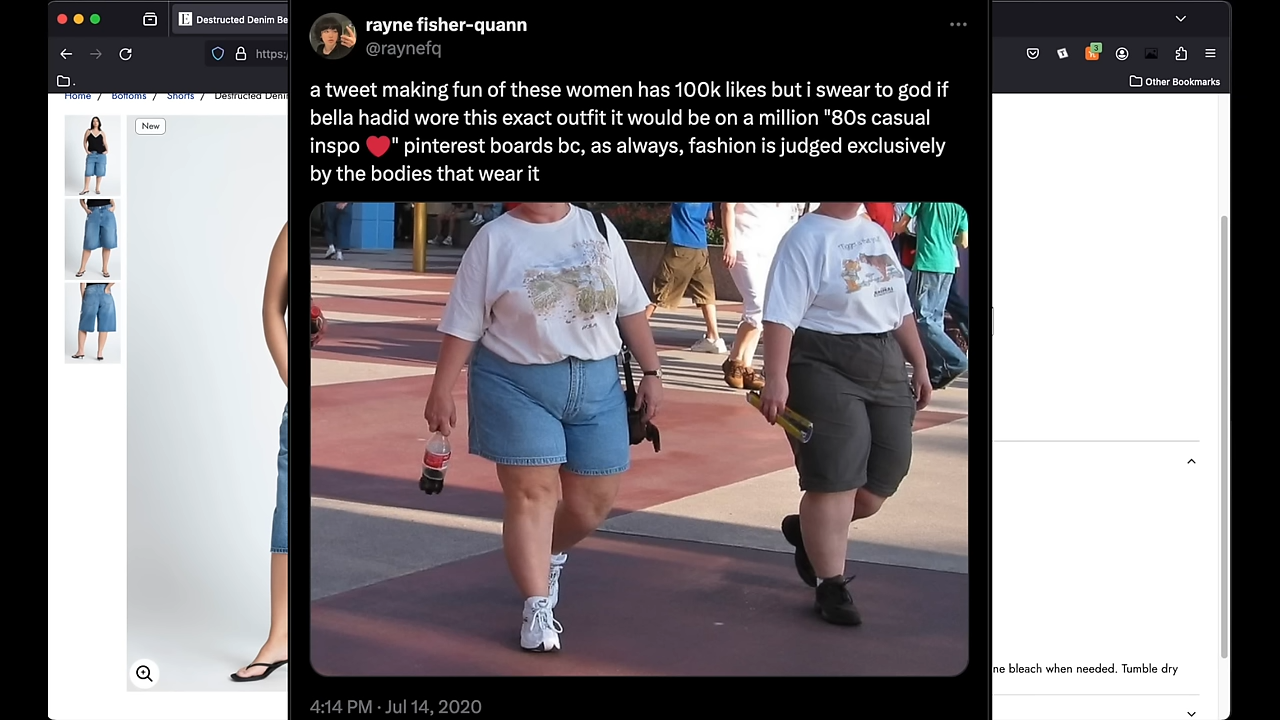 Destructed Denim Be
https:/
3
.
Other Bookmarks
Home / Bottoms / Shorts / Destructed Deni
New
rayne fisher-quann
@raynefq
a tweet making fun of these women has 100k likes but i swear to god if
bella hadid wore this exact outfit it would be on a million "80s casual
inspo ❤️" pinterest boards bc, as always, fashion is judged exclusively
by the bodies that wear it
4:14 PM · Jul 14, 2020
ne bleach when needed. Tumble dry